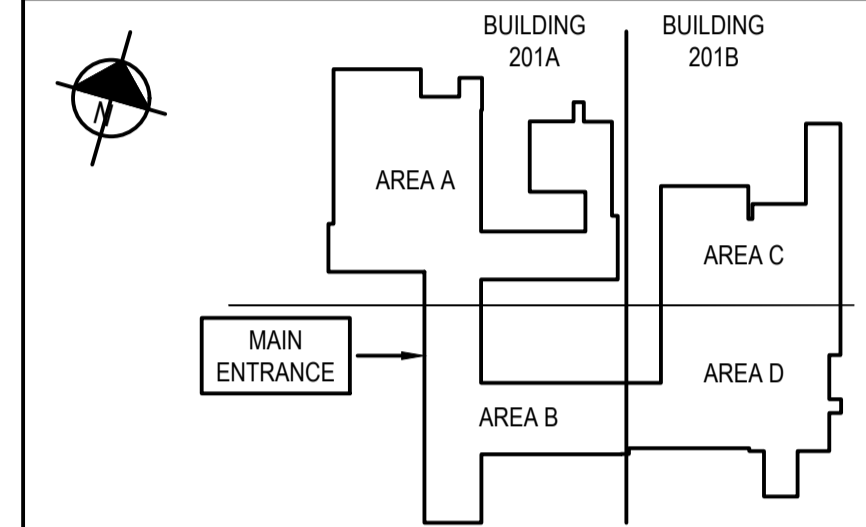 BUILDING
201A
BUILDING
201B
N
AREA A
AREA C
MAIN
ENTRANCE
AREA D
AREA B